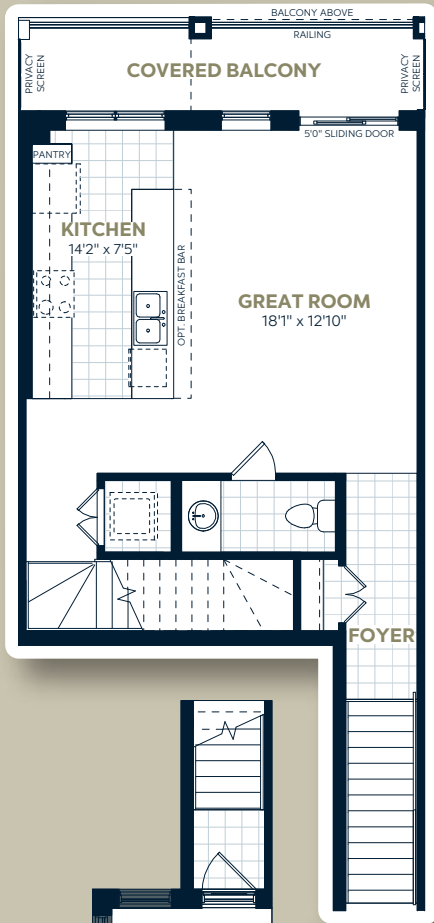 BALCONY ABOVE
RAILING
PRIVACY
SCREEN
COVERED BALCONY
PRIVACY
SCREEN
5'0" SLIDING DOOR
PANTRY
KITCHEN
14'2" x 7'5"
OPT. BREAKFAST BAR
GREAT ROOM
18'1" x 12'10"
FOYER